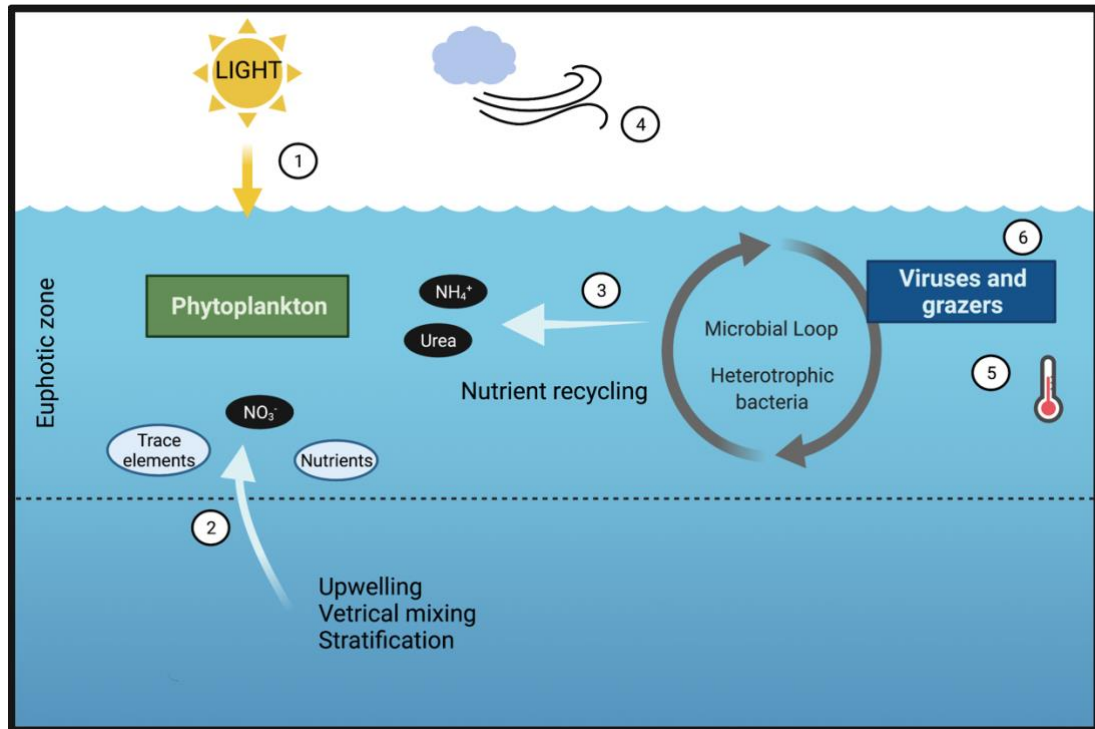 LIGHT
1
4
6
Viruses and
grazers
Euphotic zone
Phytoplankton
NH₄⁺
3
Urea
Microbial Loop
Heterotrophic
bacteria
5
Nutrient recycling
NO₃⁻
Trace
elements
Nutrients
2
Upwelling
Vetrical mixing
Stratification